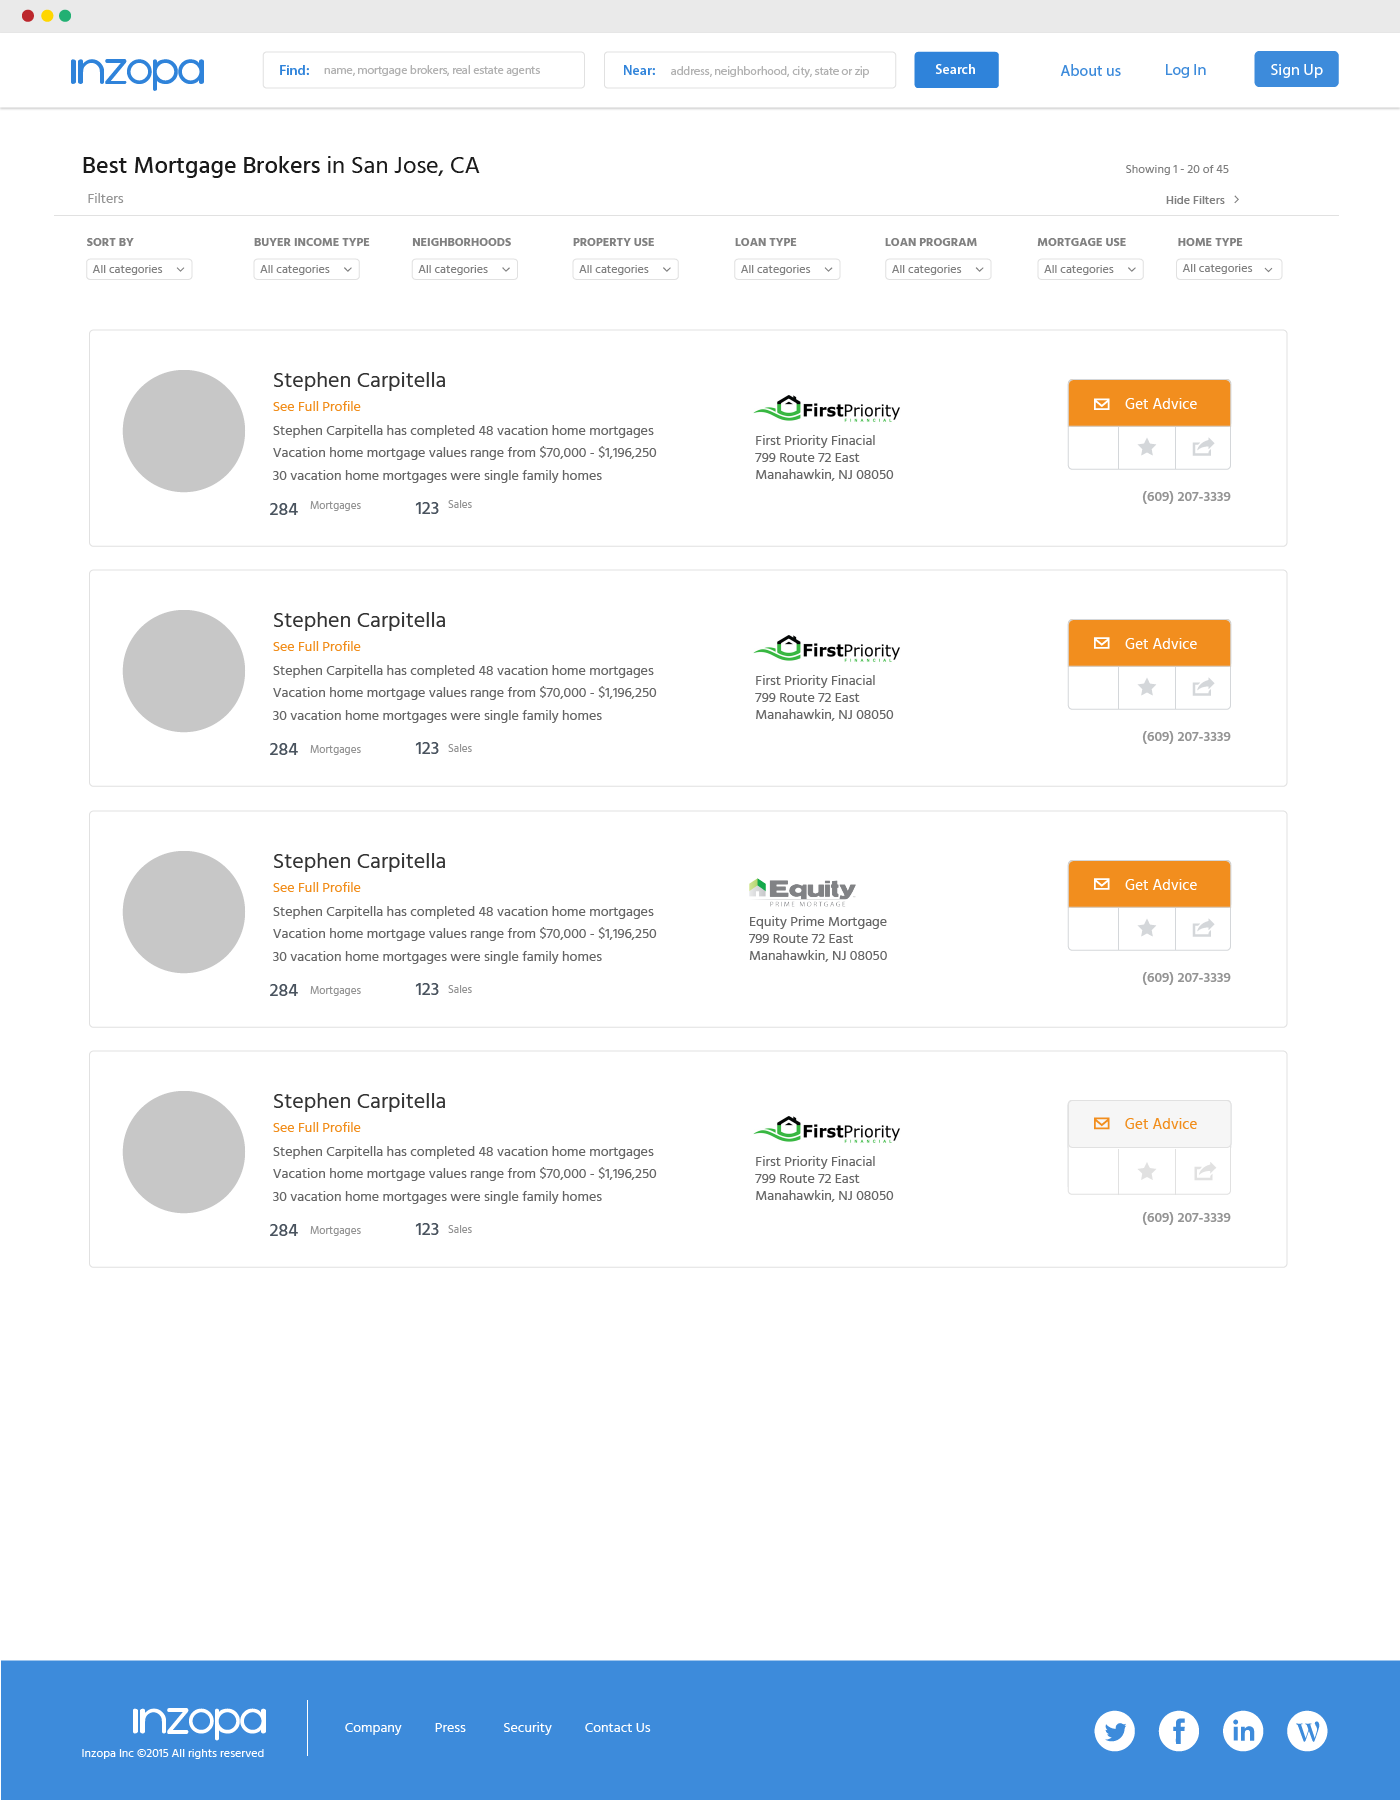 inzopa
Find: name, mortgage brokers, real estate agents
Near: address, neighborhood, city, state or zip
Search
About us
Log In
Sign Up
Best Mortgage Brokers in San Jose, CA
Showing 1 - 20 of 45
Filters
Hide Filters
SORT BY
BUYER INCOME TYPE
NEIGHBORHOODS
PROPERTY USE
LOAN TYPE
LOAN PROGRAM
MORTGAGE USE
HOME TYPE
All categories
All categories
All categories
All categories
All categories
All categories
All categories
All categories
Stephen Carpitella
See Full Profile
Stephen Carpitella has completed 48 vacation home mortgages
Vacation home mortgage values range from $70,000 - $1,196,250
30 vacation home mortgages were single family homes
284 Mortgages
123 Sales
FirstPriority
FINANCIAL
First Priority Finacial
799 Route 72 East
Manahawkin, NJ 08050
Get Advice
(609) 207-3339
Stephen Carpitella
See Full Profile
Stephen Carpitella has completed 48 vacation home mortgages
Vacation home mortgage values range from $70,000 - $1,196,250
30 vacation home mortgages were single family homes
284 Mortgages
123 Sales
FirstPriority
FINANCIAL
First Priority Finacial
799 Route 72 East
Manahawkin, NJ 08050
Get Advice
(609) 207-3339
Stephen Carpitella
See Full Profile
Stephen Carpitella has completed 48 vacation home mortgages
Vacation home mortgage values range from $70,000 - $1,196,250
30 vacation home mortgages were single family homes
284 Mortgages
123 Sales
Equity
PRIME MORTGAGE
Equity Prime Mortgage
799 Route 72 East
Manahawkin, NJ 08050
Get Advice
(609) 207-3339
Stephen Carpitella
See Full Profile
Stephen Carpitella has completed 48 vacation home mortgages
Vacation home mortgage values range from $70,000 - $1,196,250
30 vacation home mortgages were single family homes
284 Mortgages
123 Sales
FirstPriority
FINANCIAL
First Priority Finacial
799 Route 72 East
Manahawkin, NJ 08050
Get Advice
(609) 207-3339
inzopa
Inzopa Inc ©2015 All rights reserved
Company
Press
Security
Contact Us